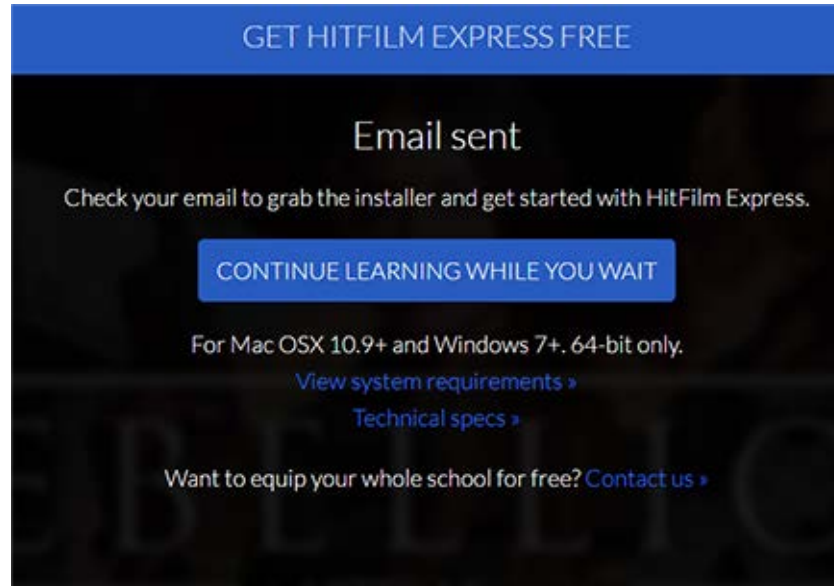 GET HITFILM EXPRESS FREE
Email sent
Check your email to grab the installer and get started with HitFilm Express.
CONTINUE LEARNING WHILE YOU WAIT
For Mac OSX 10.9+ and Windows 7+. 64-bit only.
View system requirements »
Technical specs »
EBELLIO
Want to equip your whole school for free? Contact us »